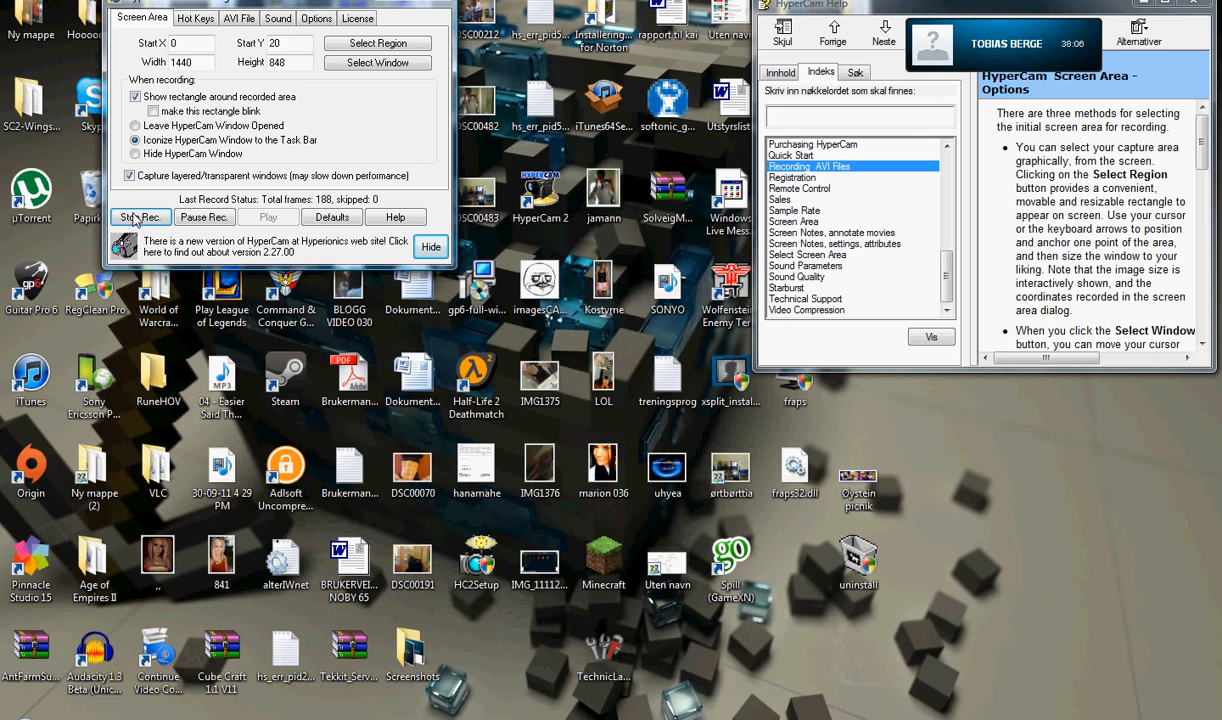 Screen Area Hot Keys AVI File Sound Options License
Start X 0 Start Y 20 Select Region
Width 1440 Height 848 Select Window
When recording:
Show rectangle around recorded area
make this rectangle blink
Leave HyperCam Window Opened
Iconize HyperCam Window to the Task Bar
Hide HyperCam Window
Capture layered/transparent windows (may slow down performance)
Last Record Status: Total frames: 188, skipped: 0
Stop Rec. Pause Rec. Play Defaults Help
There is a new version of HyperCam at Hyperionics web site! Click
here to find out about version 2.27.00
Hide
HyperCam Help
Skjul Forrige Neste Alternativer
TOBIAS BERGE 38:06
Innhold Indeks Søk
Skriv inn nøkkelordet som skal finnes:
Purchasing HyperCam
Quick Start
Recording AVI Files
Registration
Remote Control
Sales
Sample Rate
Screen Area
Screen Notes, annotate movies
Screen Notes, settings, attributes
Select Screen Area
Sound Parameters
Sound Quality
Starburst
Technical Support
Video Compression
Vis
HyperCam Screen Area -
Options
There are three methods for selecting
the initial screen area for recording.
• You can select your capture area
graphically, from the screen.
Clicking on the Select Region
button provides a convenient,
movable and resizable rectangle to
appear on screen. Use your cursor
or the keyboard arrows to position
and anchor one point of the area,
and then size the window to your
liking. Note that the image size is
interactively shown, and the
coordinates recorded in the screen
area dialog.
• When you click the Select Window
button, you can move your cursor
Ny mappe
DSC00212 hs_err_pid5... Installing...
for Norton
rapport til kai Uten navn
SC2-Wings...
DSC00482 hs_err_pid5... iTunes64Se... softonic_g... Utstyrslist
µTorrent Papirk
DSC00483 HyperCam 2 jamann SolveigM... Windows
Live Mess...
Guitar Pro 6 RegClean Pro World of
Warcra... Play League
of Legends Command &
Conquer G... BLOGG
VIDEO 030 Dokument... gp6-full-wi... imagesCA... Kostyme SONYO Wolfenstein
Enemy Ter
iTunes Sony
Ericsson P... RuneHOV 04 - Easier
Said Th... Steam Brukerman... Dokument... Half-Life 2
Deathmatch IMG1375 LOL treningsprog xsplit_instal... fraps
Origin Ny mappe
(2) VLC 30-09-11 4 29
PM Adlsoft
Uncompre... Brukerman... DSC00070 hanamahe IMG1376 marion 036 uhyea ørtbørttia fraps32.dll Øystein
picnik
Pinnacle
Studio 15 Age of
Empires II ,, 841 alterIWnet BRUKERVEI...
NOBY 65 DSC00191 HC2Setup IMG_11112... Minecraft Uten navn Spill
(GameXN) uninstall
AntFarmSu... Audacity 1.3
Beta (Unic... Continue
Video Co... Cube Craft
1.1 V11 hs_err_pid2... Tekkit_Serv... Screenshots TechnicLa...